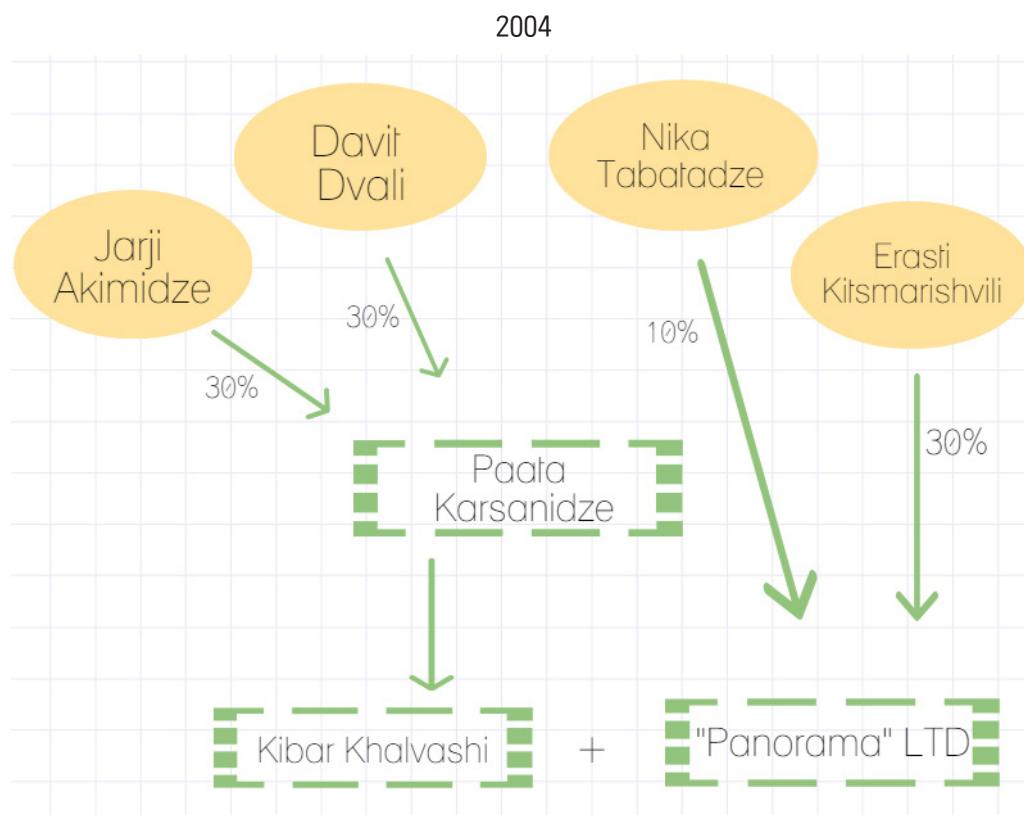 2004
Davit
Dvali
Nika
Tabatadze
Jarji
Akimidze
Erasti
Kitsmarishvili
30%
10%
30%
30%
Paata
Karsanidze
Kibar Khalvashi
+
"Panorama" LTD